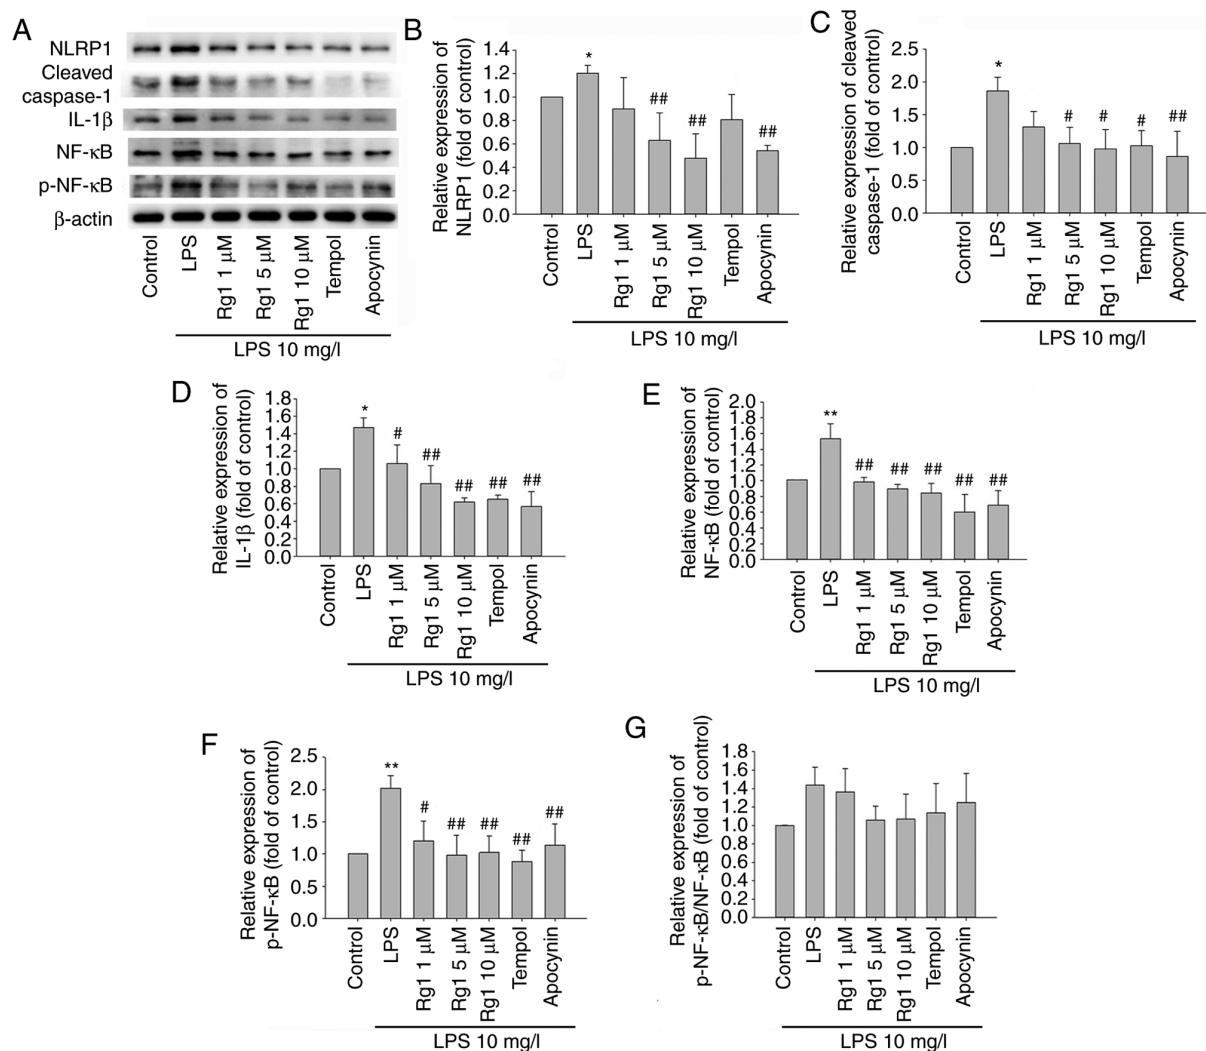 A
NLRP1
Cleaved
caspase-1
IL-1β
NF-κB
p-NF-κB
β-actin
Control
LPS
Rg1 1 μM
Rg1 5 μM
Rg1 10 μM
Tempol
Apocynin
LPS 10 mg/l
B
Relative expression of
NLRP1 (fold of control)
1.4
1.2
1.0
0.8
0.6
0.4
0.2
0.0
*
##
##
##
Control
LPS
Rg1 1 μM
Rg1 5 μM
Rg1 10 μM
Tempol
Apocynin
LPS 10 mg/l
C
Relative expression of cleaved
caspase-1 (fold of control)
2.5
2.0
1.5
1.0
0.5
0.0
*
#
#
#
##
Control
LPS
Rg1 1 μM
Rg1 5 μM
Rg1 10 μM
Tempol
Apocynin
LPS 10 mg/l
D
Relative expression of
IL-1β (fold of control)
1.8
1.6
1.4
1.2
1.0
0.8
0.6
0.4
0.2
0.0
*
#
##
##
##
##
Control
LPS
Rg1 1 μM
Rg1 5 μM
Rg1 10 μM
Tempol
Apocynin
LPS 10 mg/l
E
Relative expression of
NF-κB (fold of control)
2.0
1.8
1.6
1.4
1.2
1.0
0.8
0.6
0.4
0.2
0.0
**
##
##
##
##
##
Control
LPS
Rg1 1 μM
Rg1 5 μM
Rg1 10 μM
Tempol
Apocynin
LPS 10 mg/l
F
Relative expression of
p-NF-κB (fold of control)
2.5
2.0
1.5
1.0
0.5
0.0
**
#
##
##
##
##
Control
LPS
Rg1 1 μM
Rg1 5 μM
Rg1 10 μM
Tempol
Apocynin
LPS 10 mg/l
G
Relative expression of
p-NF-κB/NF-κB (fold of control)
1.8
1.6
1.4
1.2
1.0
0.8
0.6
0.4
0.2
0.0
Control
LPS
Rg1 1 μM
Rg1 5 μM
Rg1 10 μM
Tempol
Apocynin
LPS 10 mg/l